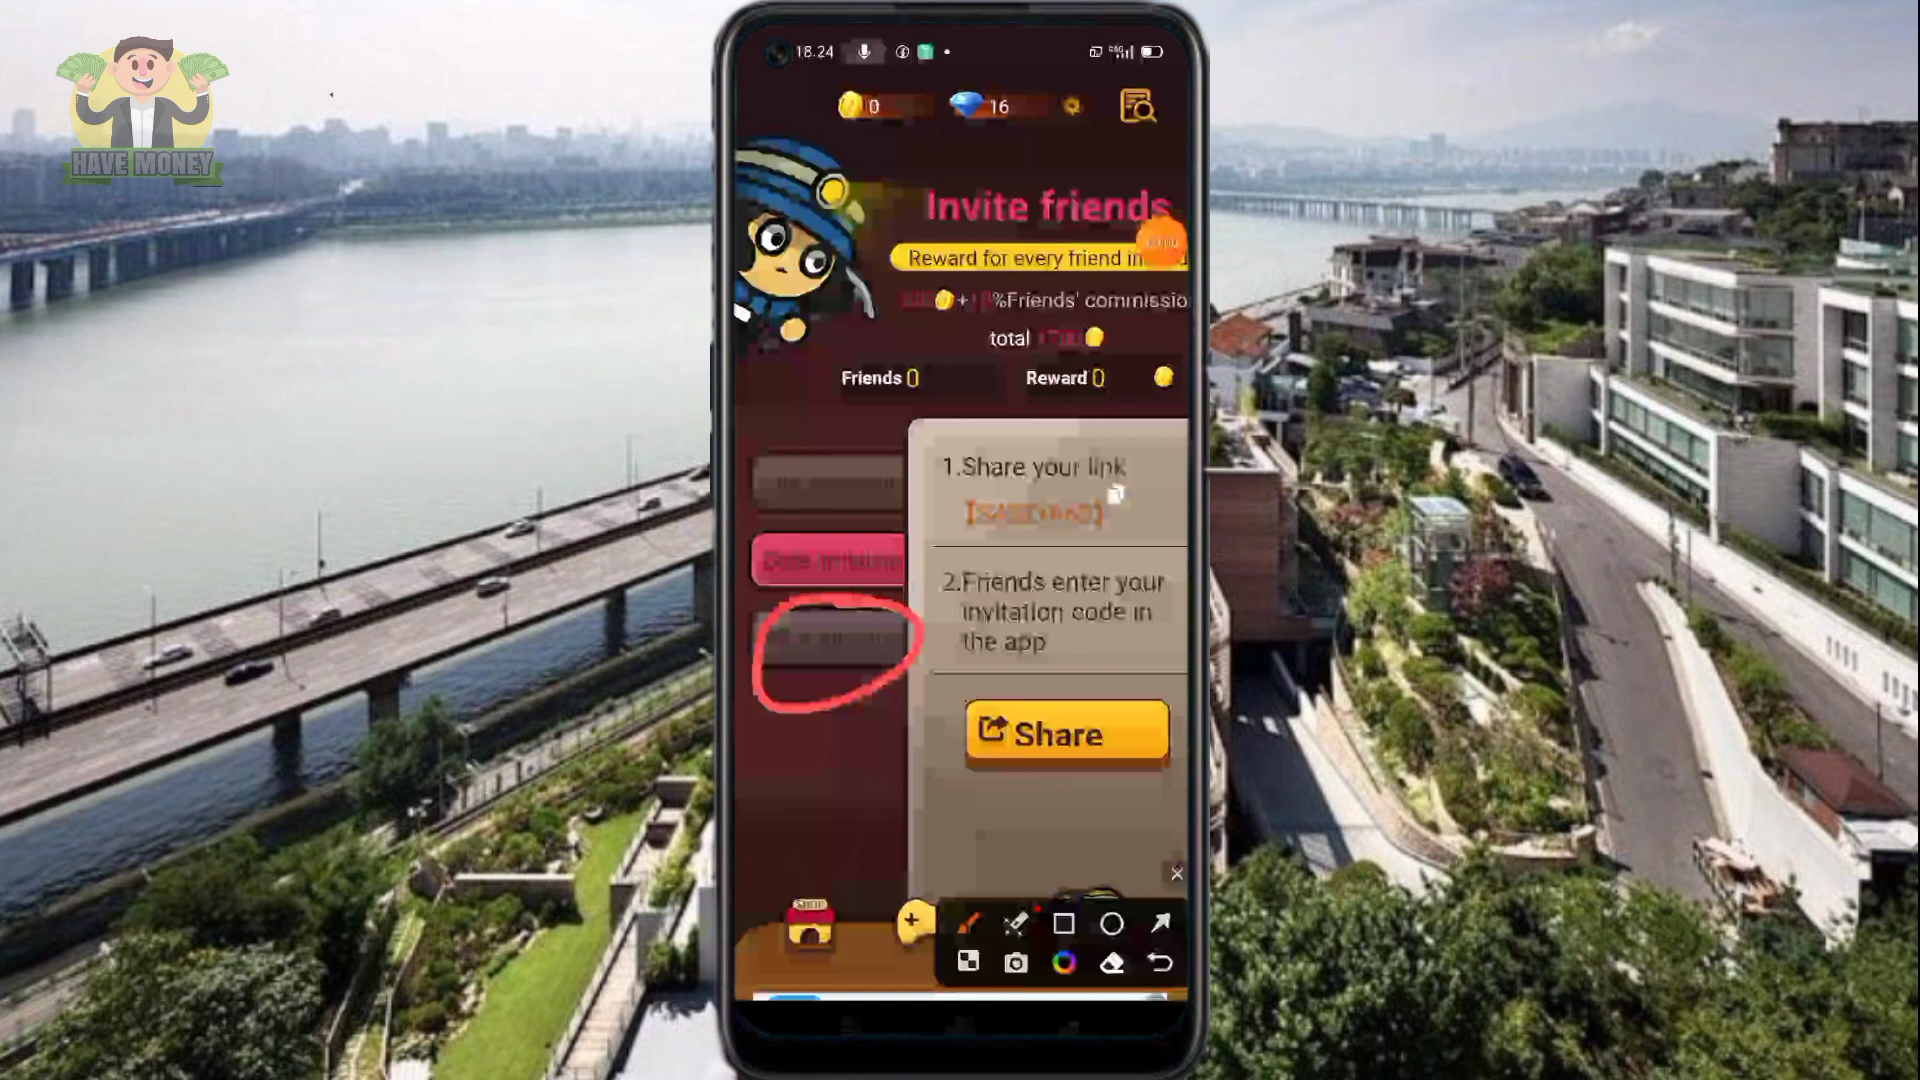 HAVE MONEY
18.24
0
16
Invite friends
Reward for every friend
+ %Friends' commissio
total
Friends 0
Reward 0
1.Share your link
2.Friends enter your
invitation code in
the app
Share
SHOP